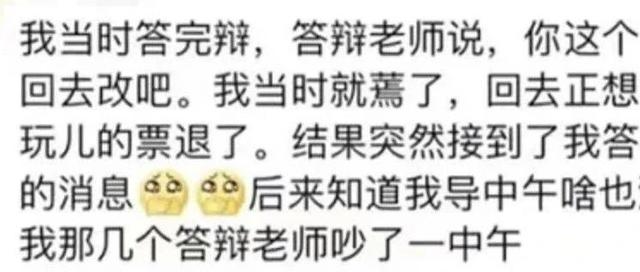 我当时答完辩，答辩老师说，你这个
回去改吧。我当时就蔫了，回去正想
玩儿的票退了。结果突然接到了我答
的消息🥺🥺后来知道我导中午啥也
我那几个答辩老师吵了一中午